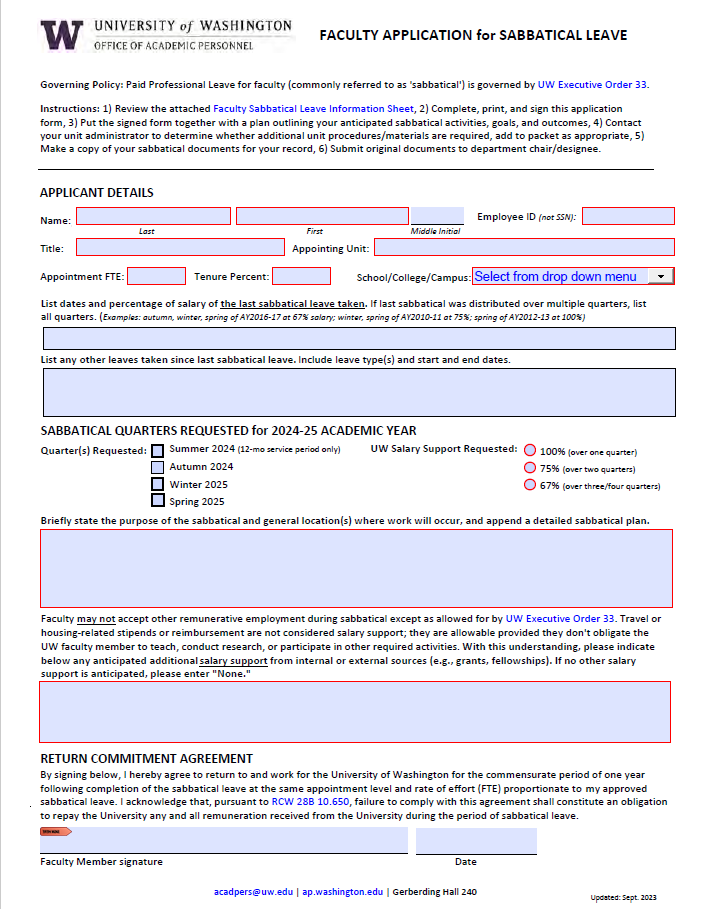 W UNIVERSITY of WASHINGTON
OFFICE OF ACADEMIC PERSONNEL
FACULTY APPLICATION for SABBATICAL LEAVE
Governing Policy: Paid Professional Leave for faculty (commonly referred to as 'sabbatical') is governed by UW Executive Order 33.
Instructions: 1) Review the attached Faculty Sabbatical Leave Information Sheet, 2) Complete, print, and sign this application
form, 3) Put the signed form together with a plan outlining your anticipated sabbatical activities, goals, and outcomes, 4) Contact
your unit administrator to determine whether additional unit procedures/materials are required, add to packet as appropriate, 5)
Make a copy of your sabbatical documents for your record, 6) Submit original documents to department chair/designee.
APPLICANT DETAILS
Name: Employee ID (not SSN):
Last First Middle Initial
Title: Appointing Unit:
Appointment FTE: Tenure Percent: School/College/Campus: Select from drop down menu
List dates and percentage of salary of the last sabbatical leave taken. If last sabbatical was distributed over multiple quarters, list
all quarters. (Examples: autumn, winter, spring of AY2016-17 at 67% salary; winter, spring of AY2010-11 at 75%; spring of AY2012-13 at 100%)
List any other leaves taken since last sabbatical leave. Include leave type(s) and start and end dates.
SABBATICAL QUARTERS REQUESTED for 2024-25 ACADEMIC YEAR
Quarter(s) Requested: Summer 2024 (12-mo service period only) UW Salary Support Requested: 100% (over one quarter)
Autumn 2024 75% (over two quarters)
Winter 2025 67% (over three/four quarters)
Spring 2025
Briefly state the purpose of the sabbatical and general location(s) where work will occur, and append a detailed sabbatical plan.
Faculty may not accept other remunerative employment during sabbatical except as allowed for by UW Executive Order 33. Travel or
housing-related stipends or reimbursement are not considered salary support; they are allowable provided they don't obligate the
UW faculty member to teach, conduct research, or participate in other required activities. With this understanding, please indicate
below any anticipated additional salary support from internal or external sources (e.g., grants, fellowships). If no other salary
support is anticipated, please enter "None."
RETURN COMMITMENT AGREEMENT
By signing below, I hereby agree to return to and work for the University of Washington for the commensurate period of one year
following completion of the sabbatical leave at the same appointment level and rate of effort (FTE) proportionate to my approved
sabbatical leave. I acknowledge that, pursuant to RCW 28B 10.650, failure to comply with this agreement shall constitute an obligation
to repay the University any and all remuneration received from the University during the period of sabbatical leave.
Faculty Member signature Date
acadpers@uw.edu | ap.washington.edu | Gerberding Hall 240
Updated: Sept. 2023